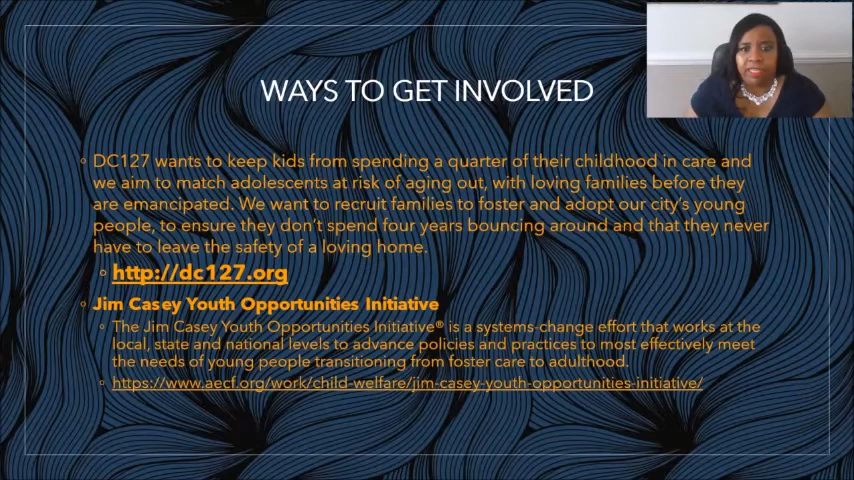 WAYS TO GET INVOLVED
DC127 wants to keep kids from spending a quarter of their childhood in care and
we aim to match adolescents at risk of aging out, with loving families before they
are emancipated. We want to recruit families to foster and adopt our city's young
people, to ensure they don't spend four years bouncing around and that they never
have to leave the safety of a loving home.
http://dc127.org
Jim Casey Youth Opportunities Initiative
The Jim Casey Youth Opportunities Initiative® is a systems-change effort that works at the
local, state and national levels to advance policies and practices to most effectively meet
the needs of young people transitioning from foster care to adulthood.
https://www.aecf.org/work/child-welfare/jim-casey-youth-opportunities-initiative/